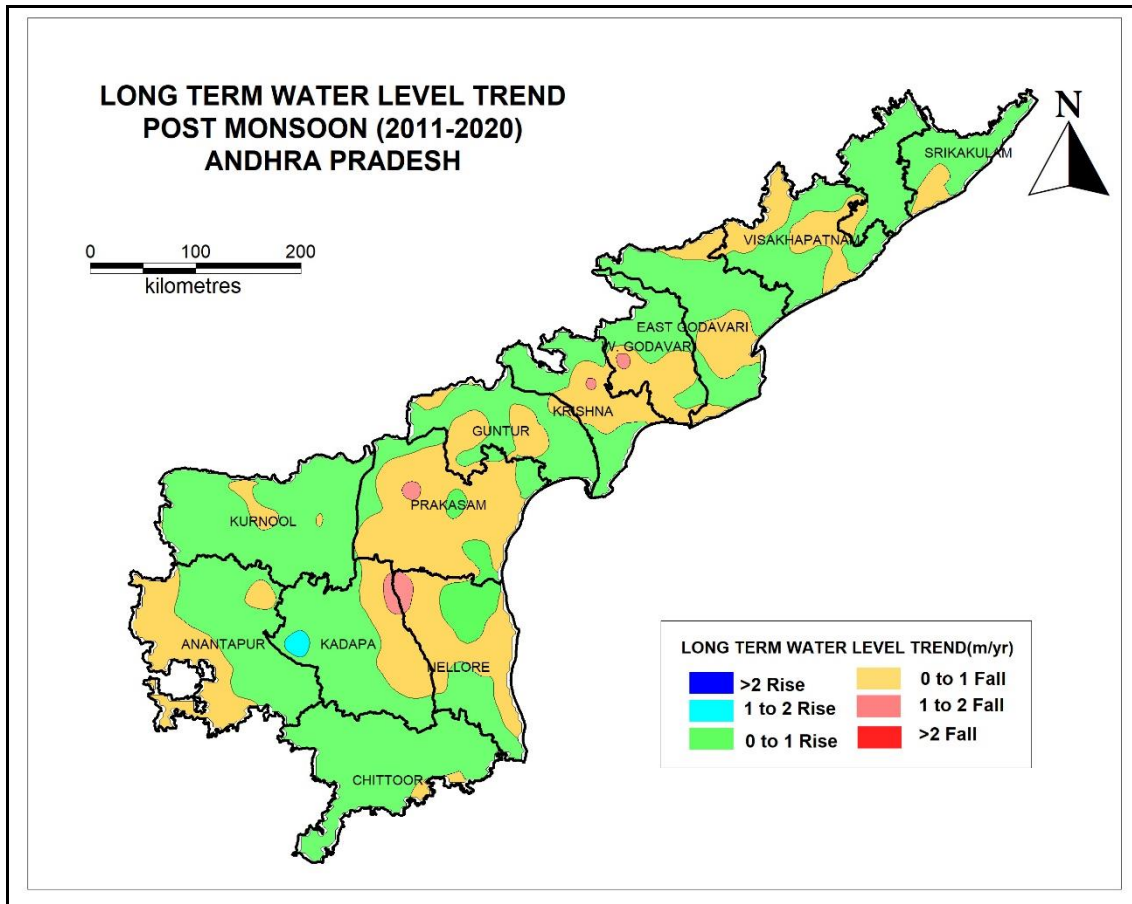 LONG TERM WATER LEVEL TREND
POST MONSOON (2011-2020)
ANDHRA PRADESH
N
0 100 200
kilometres
SRIKAKULAM
VISAKHAPATNAM
EAST GODAVARI
W. GODAVARI
KRISHNA
GUNTUR
PRAKASAM
KURNOOL
ANANTAPUR
KADAPA
NELLORE
CHITTOOR
LONG TERM WATER LEVEL TREND(m/yr)
>2 Rise
0 to 1 Fall
1 to 2 Rise
1 to 2 Fall
0 to 1 Rise
>2 Fall